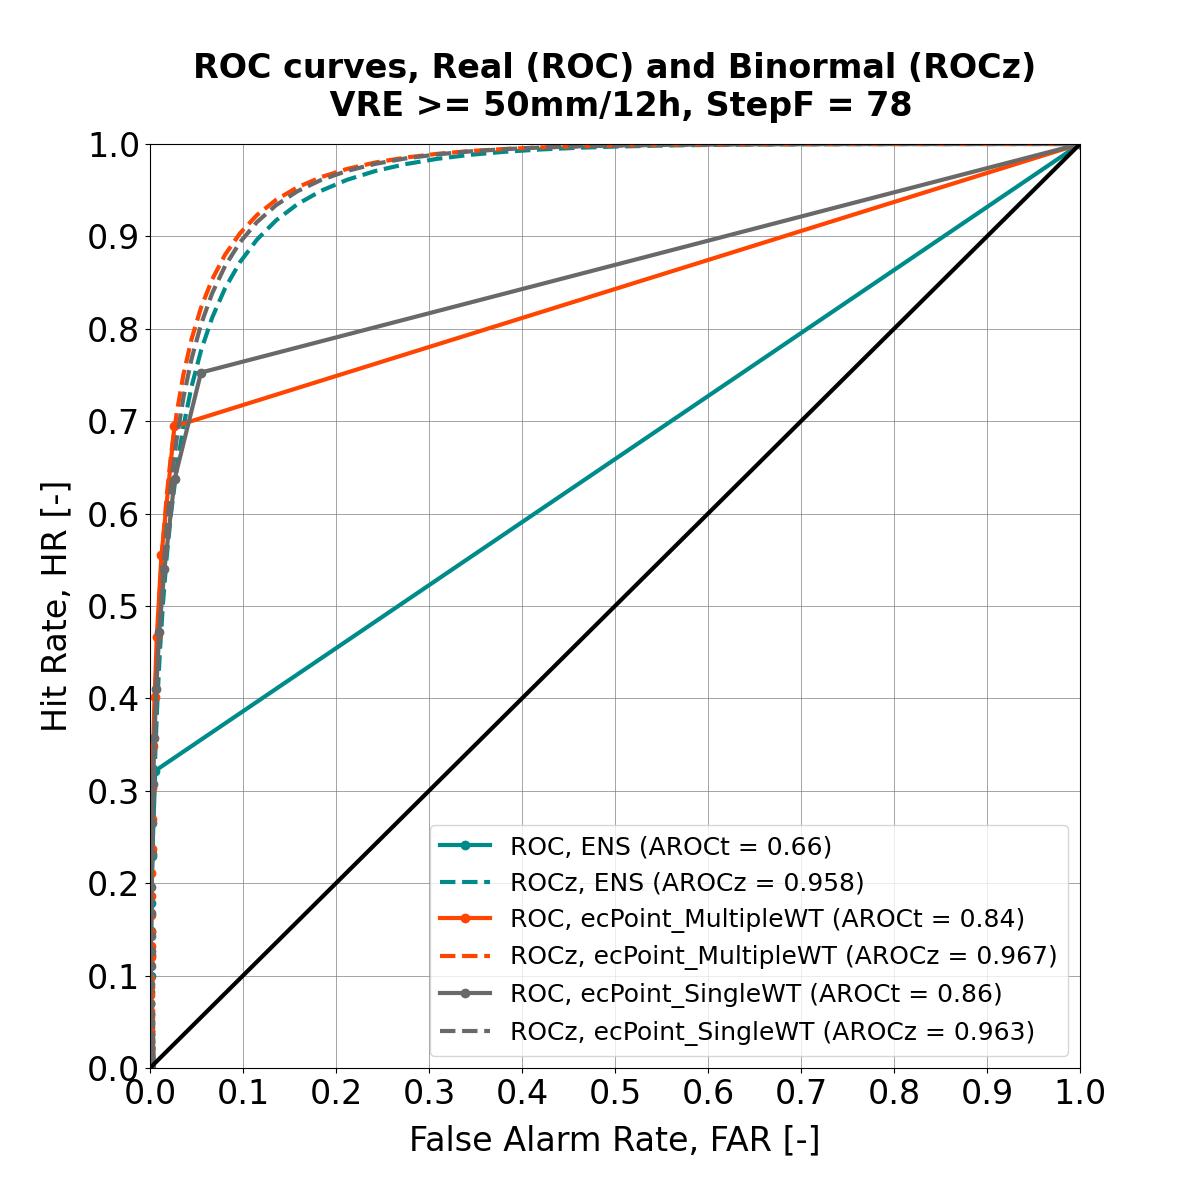 ROC curves, Real (ROC) and Binormal (ROCz)
VRE >= 50mm/12h, StepF = 78
1.0
0.9
0.8
0.7
0.6
0.5
0.4
0.3
0.2
0.1
0.0
Hit Rate, HR [-]
ROC, ENS (AROCt = 0.66)
ROCz, ENS (AROCz = 0.958)
ROC, ecPoint_MultipleWT (AROCt = 0.84)
ROCz, ecPoint_MultipleWT (AROCz = 0.967)
ROC, ecPoint_SingleWT (AROCt = 0.86)
ROCz, ecPoint_SingleWT (AROCz = 0.963)
0.0 0.1 0.2 0.3 0.4 0.5 0.6 0.7 0.8 0.9 1.0
False Alarm Rate, FAR [-]